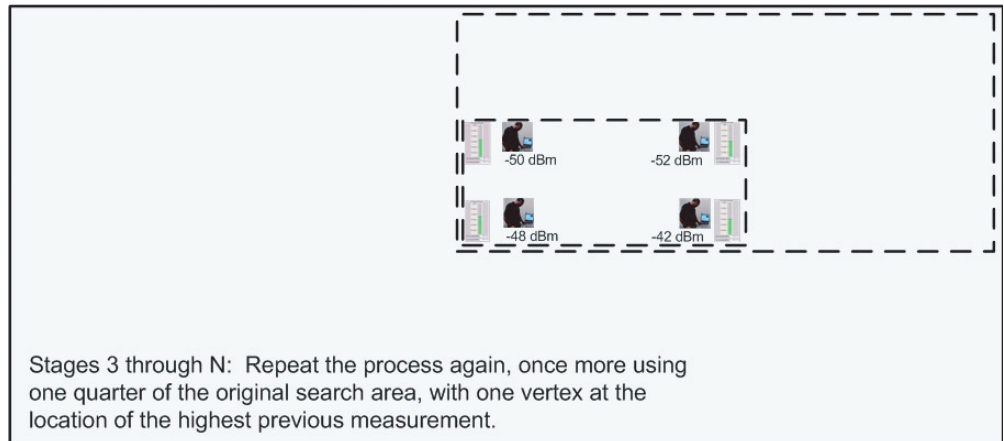 -50 dBm
-52 dBm
-48 dBm
-42 dBm
Stages 3 through N: Repeat the process again, once more using
one quarter of the original search area, with one vertex at the
location of the highest previous measurement.